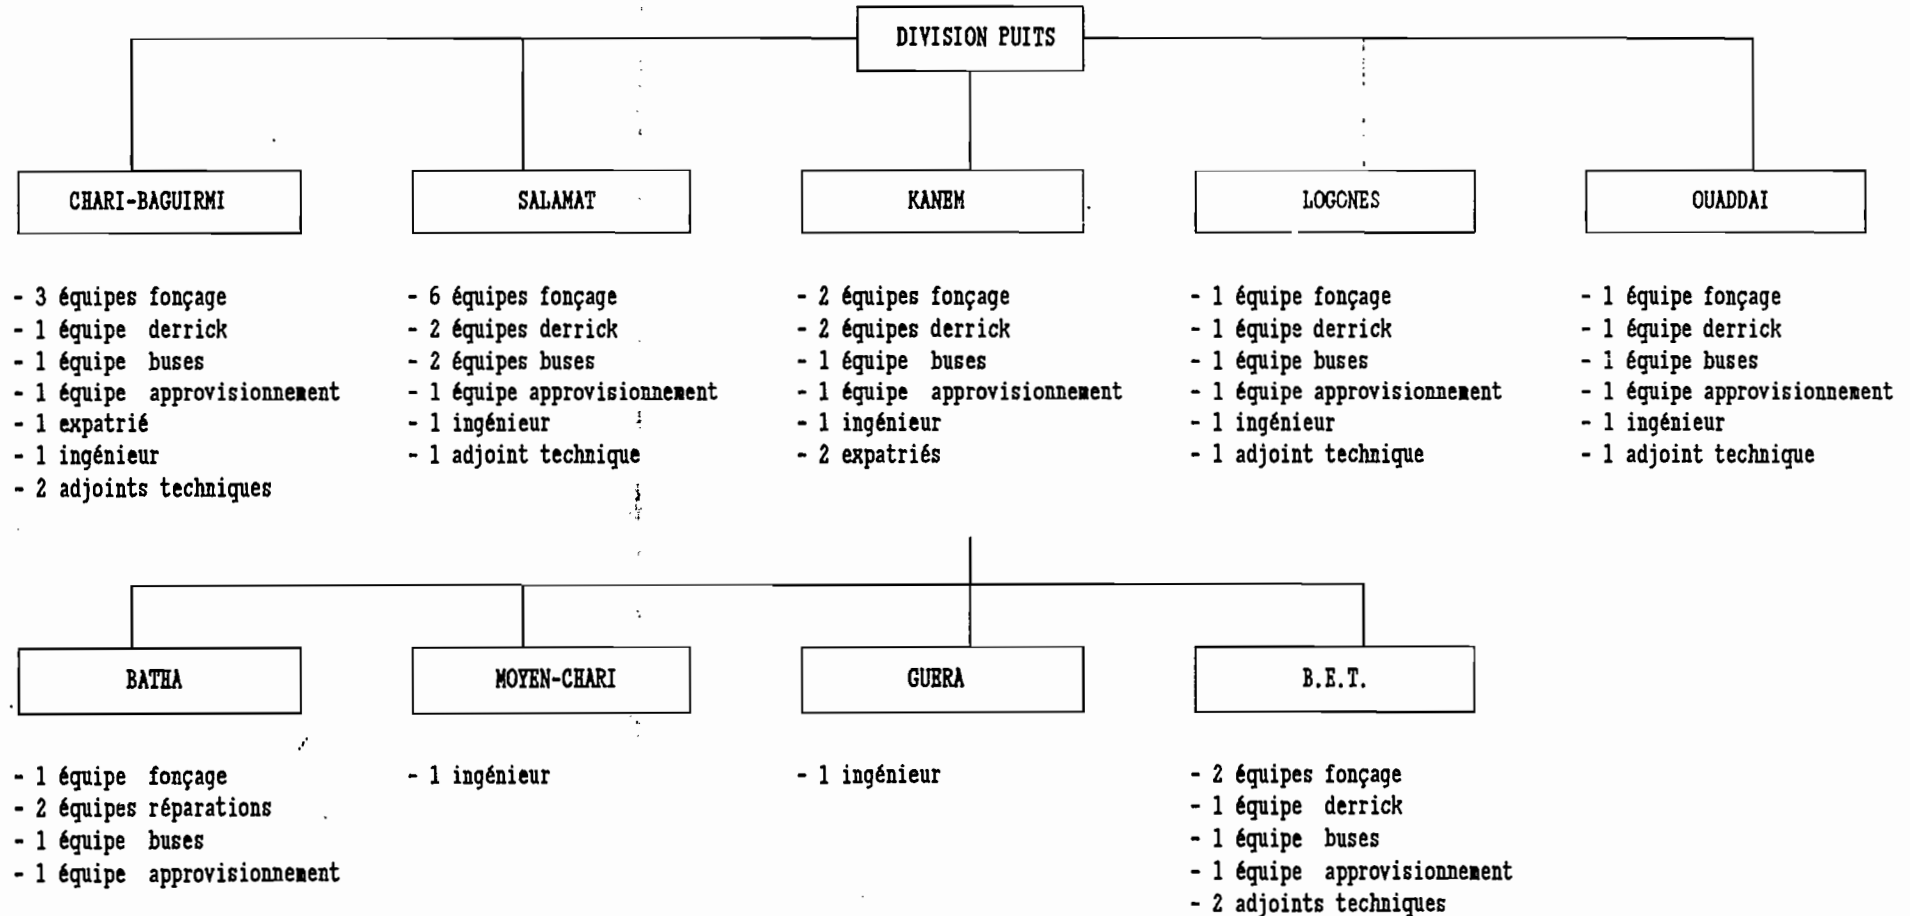 DIVISION PUITS
CHARI-BAGUIRMI
- 3 équipes fonçage
- 1 équipe derrick
- 1 équipe buses
- 1 équipe approvisionnement
- 1 expatrié
- 1 ingénieur
- 2 adjoints techniques
SALAMAT
- 6 équipes fonçage
- 2 équipes derrick
- 2 équipes buses
- 1 équipe approvisionnement
- 1 ingénieur
- 1 adjoint technique
KANEM
- 2 équipes fonçage
- 2 équipes derrick
- 1 équipe buses
- 1 équipe approvisionnement
- 1 ingénieur
- 2 expatriés
LOGONES
- 1 équipe fonçage
- 1 équipe derrick
- 1 équipe buses
- 1 équipe approvisionnement
- 1 ingénieur
- 1 adjoint technique
OUADDAI
- 1 équipe fonçage
- 1 équipe derrick
- 1 équipe buses
- 1 équipe approvisionnement
- 1 ingénieur
- 1 adjoint technique
BATHA
- 1 équipe fonçage
- 2 équipes réparations
- 1 équipe buses
- 1 équipe approvisionnement
MOYEN-CHARI
- 1 ingénieur
GUERA
- 1 ingénieur
B.E.T.
- 2 équipes fonçage
- 1 équipe derrick
- 1 équipe buses
- 1 équipe approvisionnement
- 2 adjoints techniques